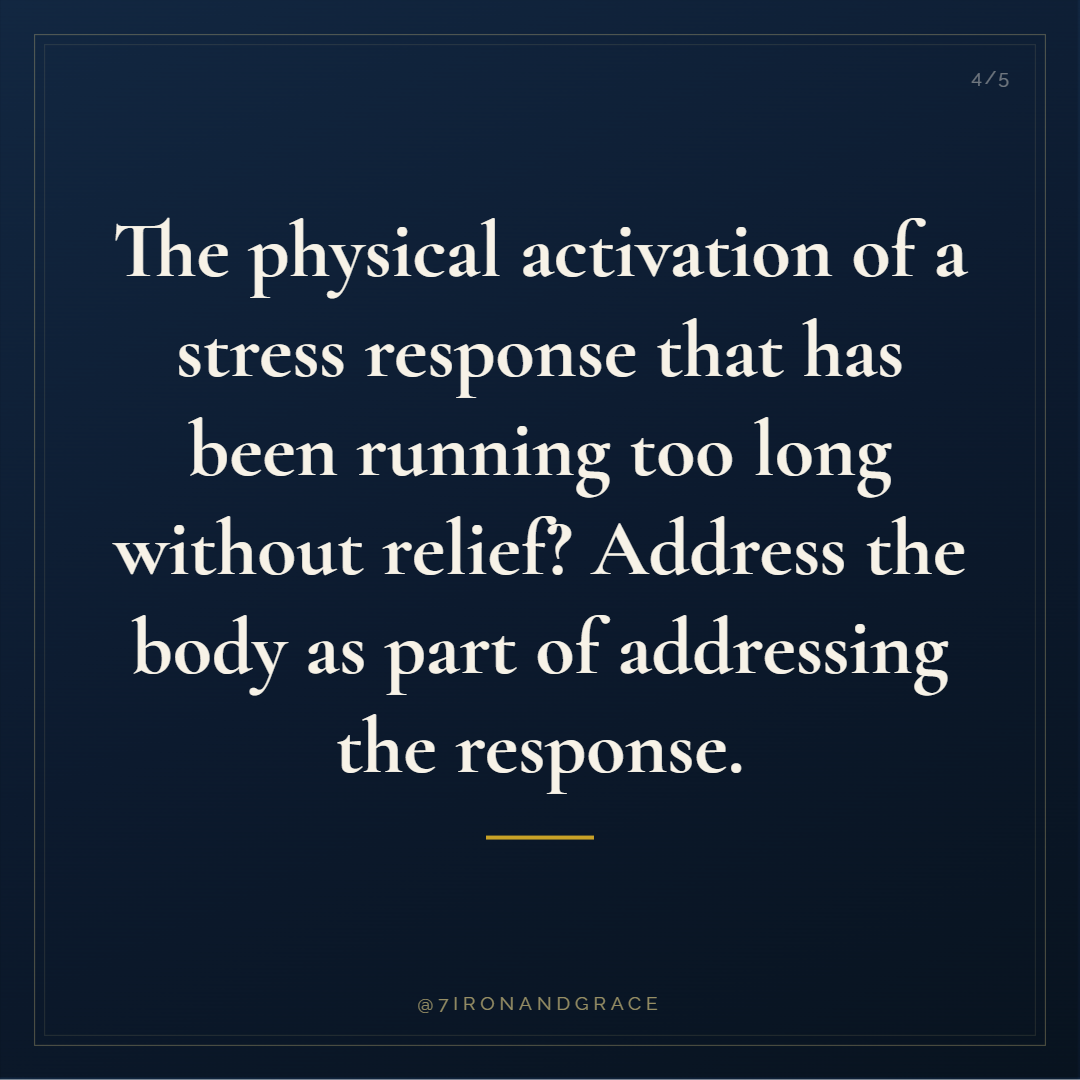 4/5
The physical activation of a
stress response that has
been running too long
without relief? Address the
body as part of addressing
the response.
@7IRONANDGRACE